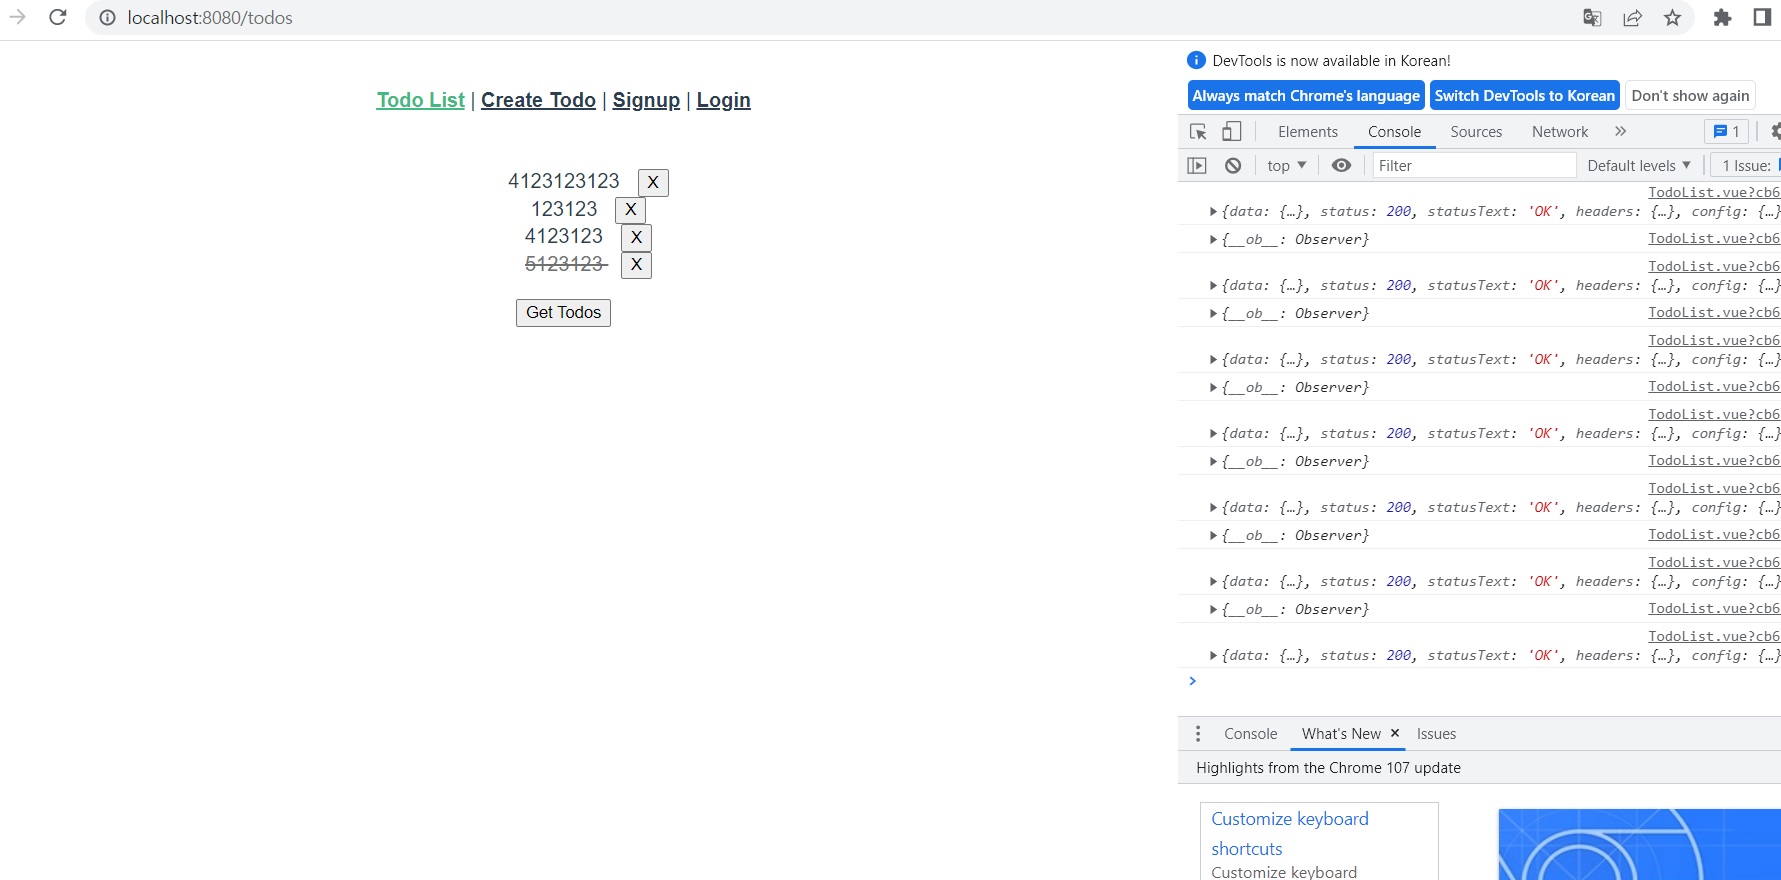 localhost:8080/todos
Todo List | Create Todo | Signup | Login
4123123123 X
123123 X
4123123 X
5123123 X
Get Todos
DevTools is now available in Korean!
Always match Chrome's language Switch DevTools to Korean Don't show again
Elements Console Sources Network » 1
top ▼ Filter Default levels ▼ 1 Issue:
TodoList.vue?cb6
▶{data: {…}, status: 200, statusText: 'OK', headers: {…}, config: {…}
▶{__ob__: Observer} TodoList.vue?cb6
TodoList.vue?cb6
▶{data: {…}, status: 200, statusText: 'OK', headers: {…}, config: {…}
▶{__ob__: Observer} TodoList.vue?cb6
TodoList.vue?cb6
▶{data: {…}, status: 200, statusText: 'OK', headers: {…}, config: {…}
▶{__ob__: Observer} TodoList.vue?cb6
TodoList.vue?cb6
▶{data: {…}, status: 200, statusText: 'OK', headers: {…}, config: {…}
▶{__ob__: Observer} TodoList.vue?cb6
TodoList.vue?cb6
▶{data: {…}, status: 200, statusText: 'OK', headers: {…}, config: {…}
▶{__ob__: Observer} TodoList.vue?cb6
TodoList.vue?cb6
▶{data: {…}, status: 200, statusText: 'OK', headers: {…}, config: {…}
▶{__ob__: Observer} TodoList.vue?cb6
TodoList.vue?cb6
▶{data: {…}, status: 200, statusText: 'OK', headers: {…}, config: {…}
>
Console What's New × Issues
Highlights from the Chrome 107 update
Customize keyboard
shortcuts
Customize keyboard